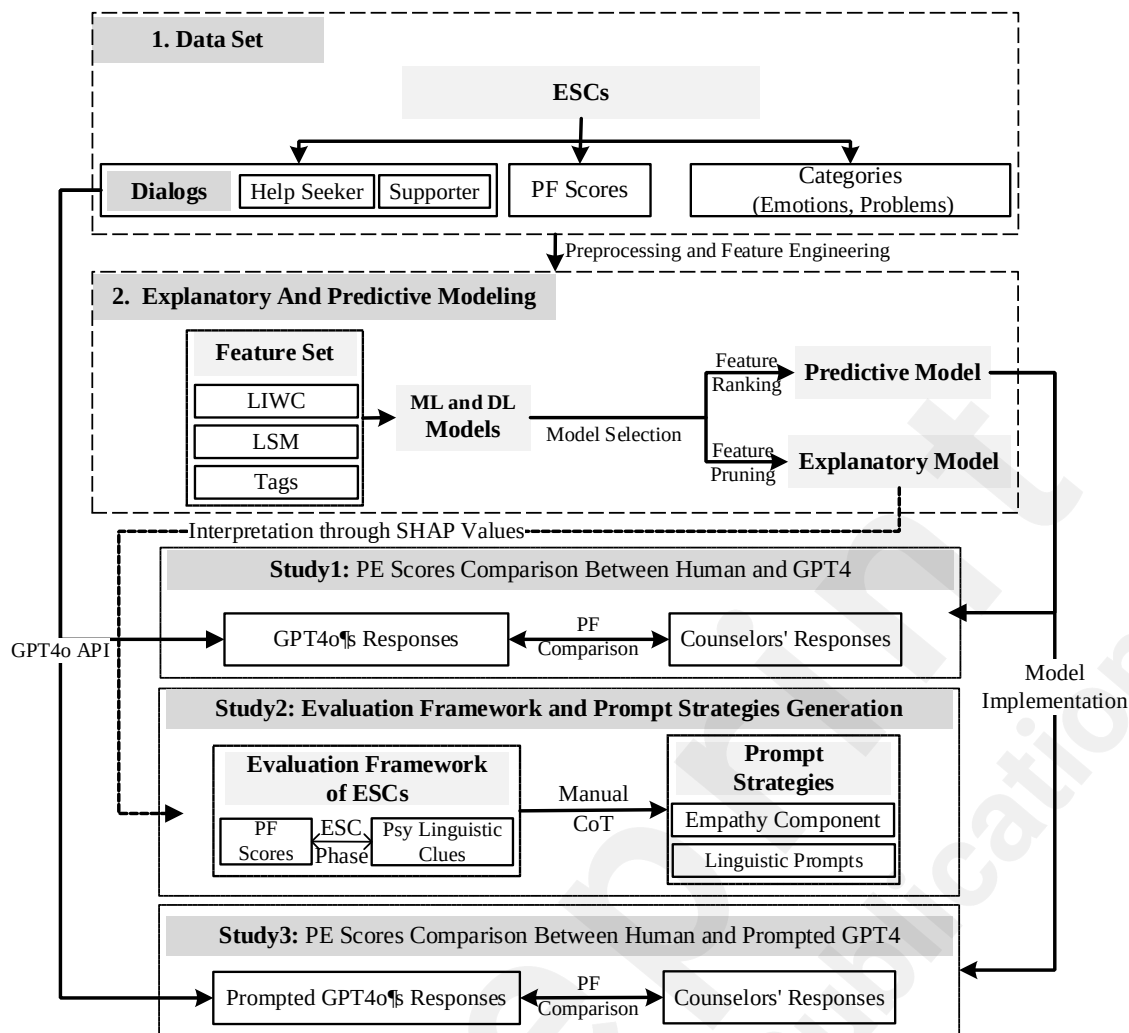 1. Data Set
ESCs
Dialogs
Help Seeker
Supporter
PF Scores
Categories
(Emotions, Problems)
Preprocessing and Feature Engineering
2. Explanatory And Predictive Modeling
Feature Set
LIWC
LSM
Tags
ML and DL
Models
Model Selection
Feature
Ranking
Predictive Model
Feature
Pruning
Explanatory Model
Interpretation through SHAP Values
Study1: PE Scores Comparison Between Human and GPT4
GPT4o¶s Responses
PF
Comparison
Counselors' Responses
GPT4o API
Model
Implementation
Study2: Evaluation Framework and Prompt Strategies Generation
Evaluation Framework
of ESCs
PF
Scores
ESC
Phase
Psy Linguistic
Clues
Manual
CoT
Prompt
Strategies
Empathy Component
Linguistic Prompts
Study3: PE Scores Comparison Between Human and Prompted GPT4
Prompted GPT4o¶s Responses
PF
Comparison
Counselors' Responses